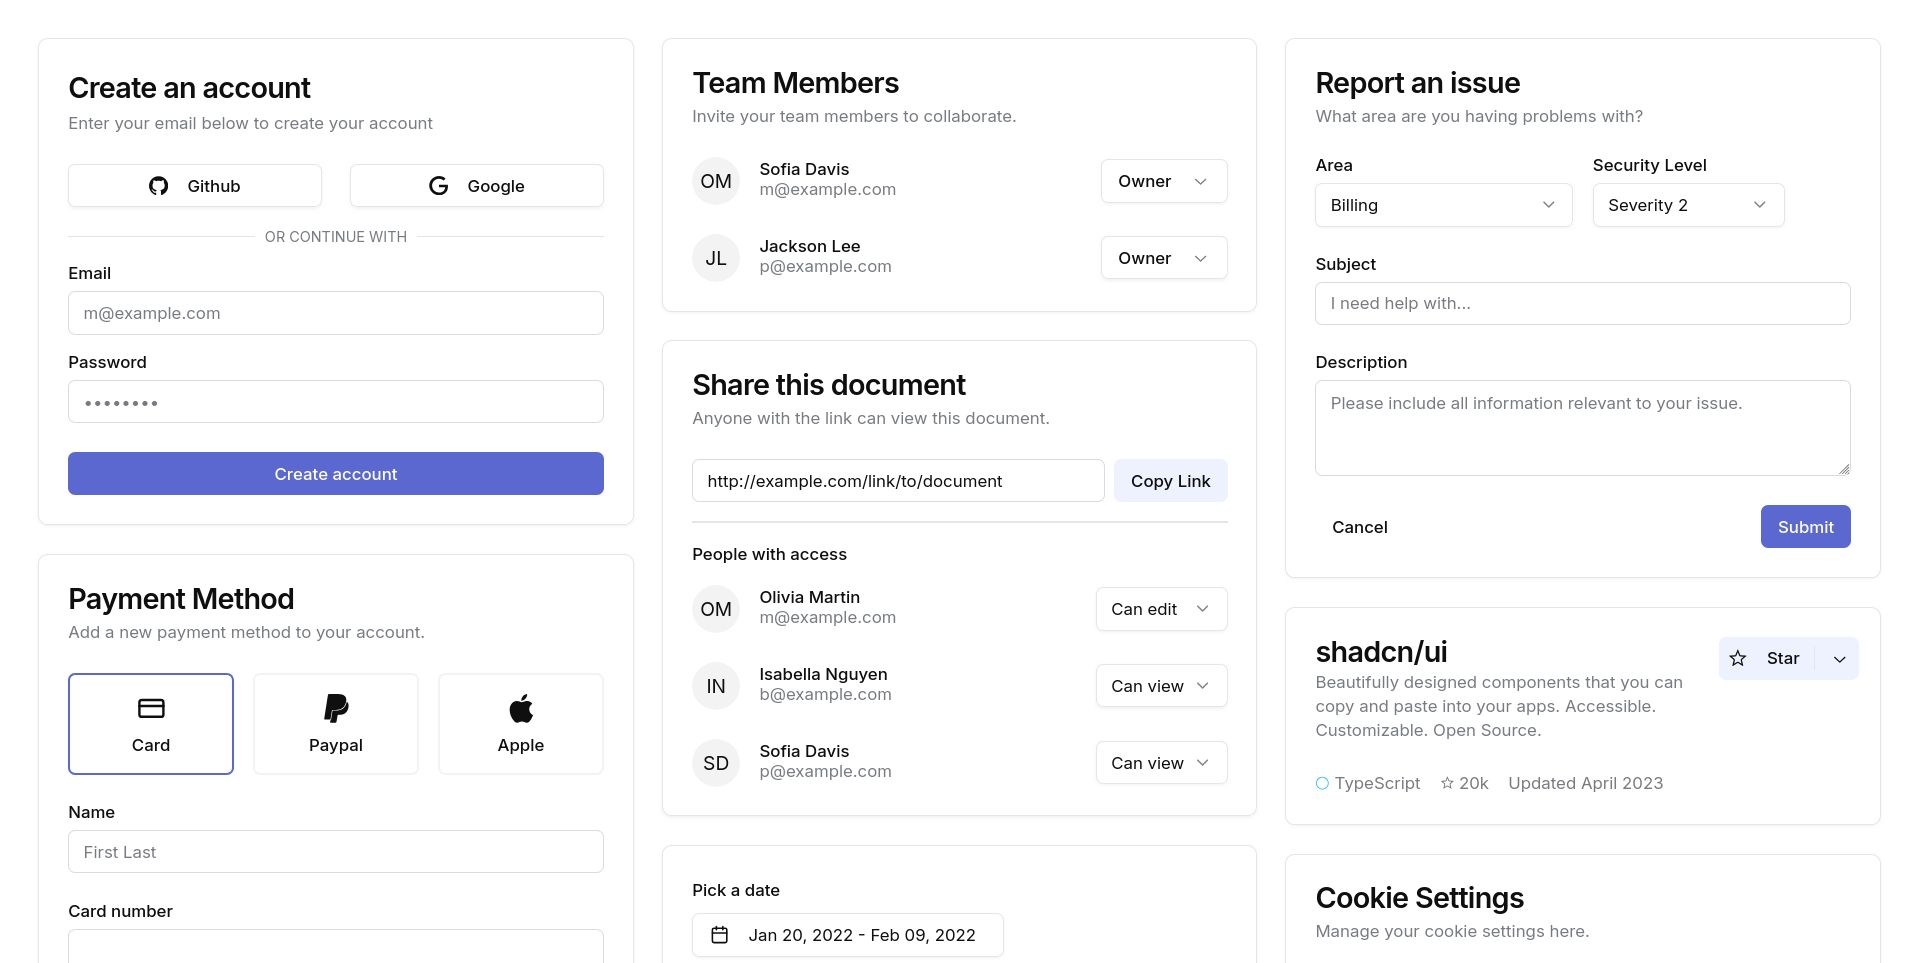 Create an account
Enter your email below to create your account
Github
Google
OR CONTINUE WITH
Email
m@example.com
Password
••••••••
Create account
Payment Method
Add a new payment method to your account.
Card
Paypal
Apple
Name
First Last
Card number
Team Members
Invite your team members to collaborate.
OM
Sofia Davis
m@example.com
Owner
JL
Jackson Lee
p@example.com
Owner
Share this document
Anyone with the link can view this document.
http://example.com/link/to/document
Copy Link
People with access
OM
Olivia Martin
m@example.com
Can edit
IN
Isabella Nguyen
b@example.com
Can view
SD
Sofia Davis
p@example.com
Can view
Pick a date
Jan 20, 2022 - Feb 09, 2022
Report an issue
What area are you having problems with?
Area
Security Level
Billing
Severity 2
Subject
I need help with...
Description
Please include all information relevant to your issue.
Cancel
Submit
shadcn/ui
Star
Beautifully designed components that you can
copy and paste into your apps. Accessible.
Customizable. Open Source.
TypeScript
20k
Updated April 2023
Cookie Settings
Manage your cookie settings here.